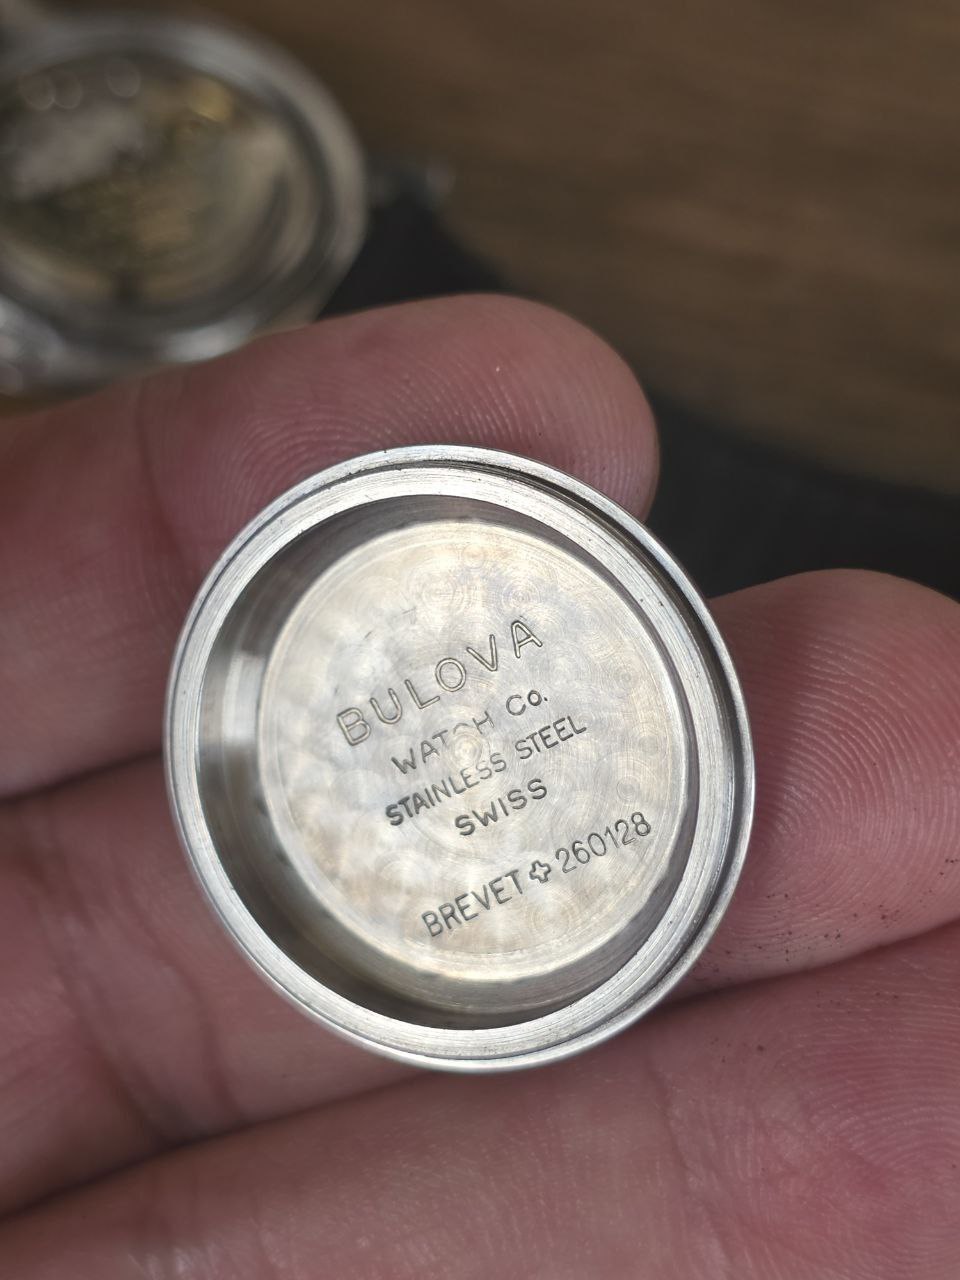 BULOVA
WATCH Co.
STAINLESS STEEL
SWISS
BREVET ✚ 260128